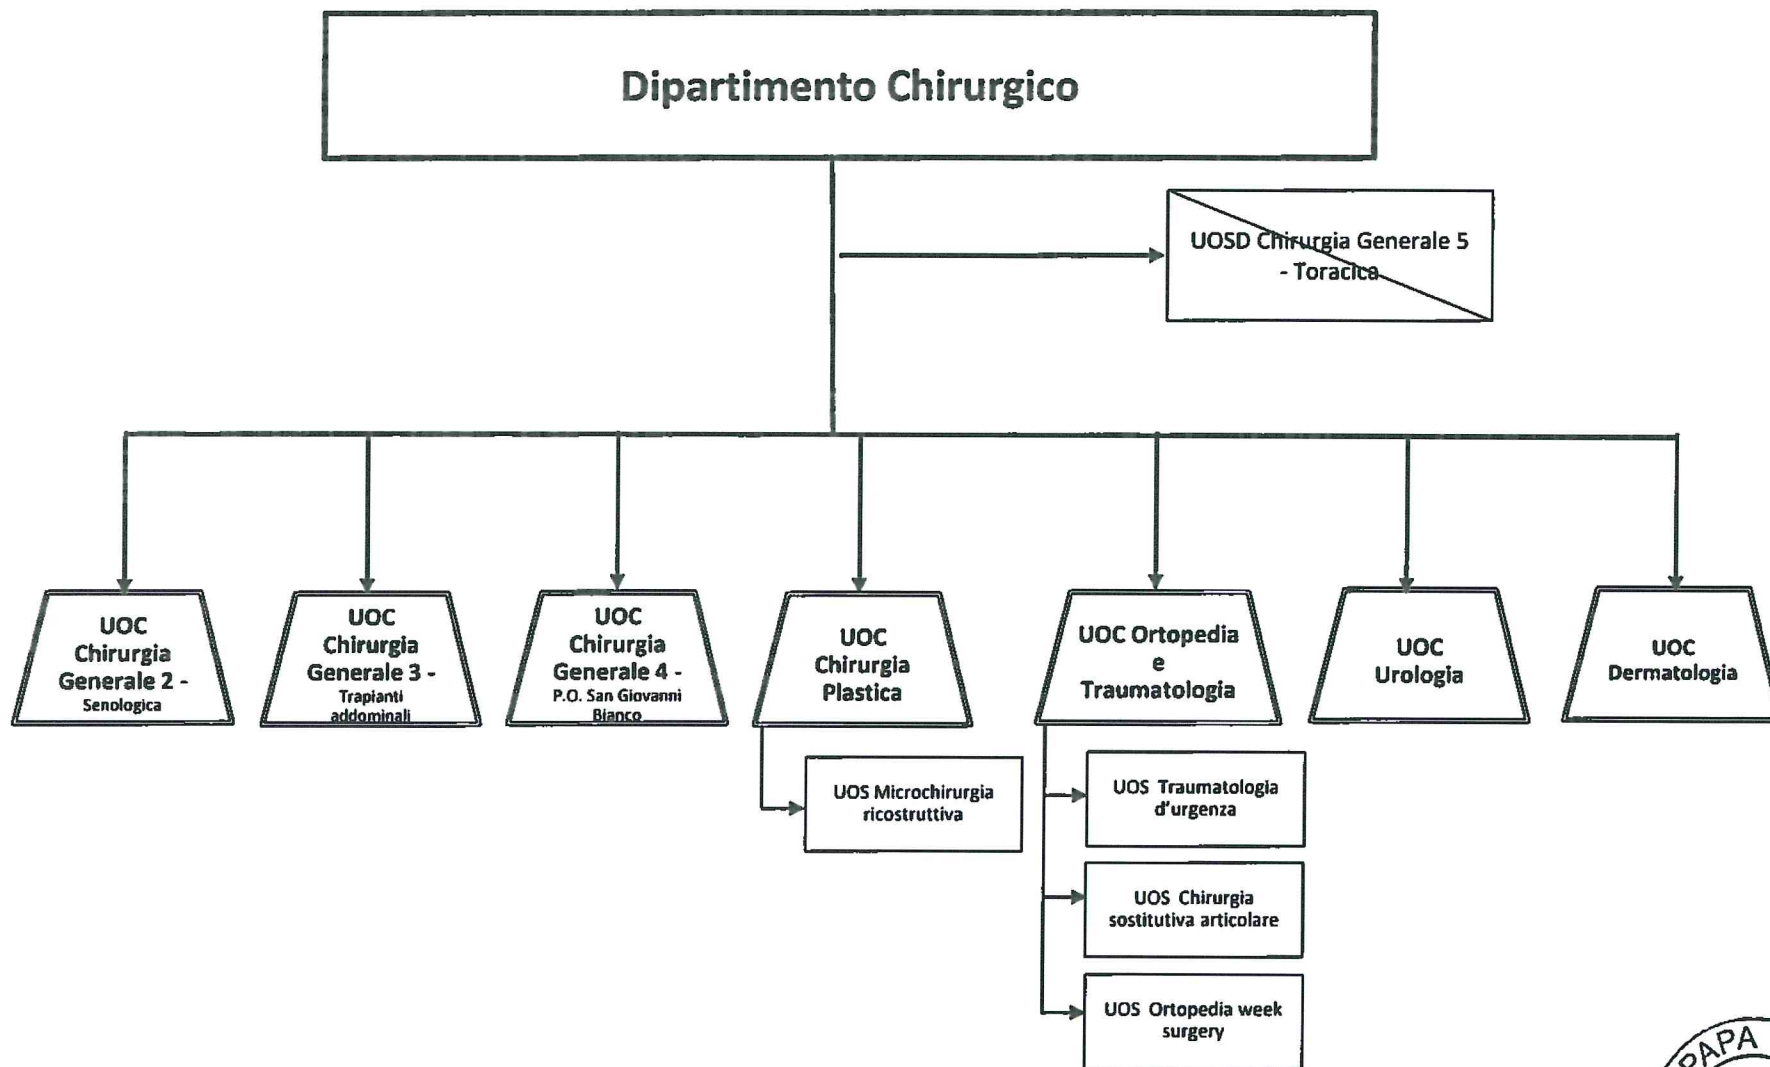 Dipartimento Chirurgico
UOSD Chirurgia Generale 5
- Toracica
UOC
Chirurgia
Generale 2 -
Senologica
UOC
Chirurgia
Generale 3 -
Trapianti
addominali
UOC
Chirurgia
Generale 4 -
P.O. San Giovanni
Bianco
UOC
Chirurgia
Plastica
UOC Ortopedia
e
Traumatologia
UOC
Urologia
UOC
Dermatologia
UOS Microchirurgia
ricostruttiva
UOS Traumatologia
d'urgenza
UOS Chirurgia
sostitutiva articolare
UOS Ortopedia week
surgery
PAPA